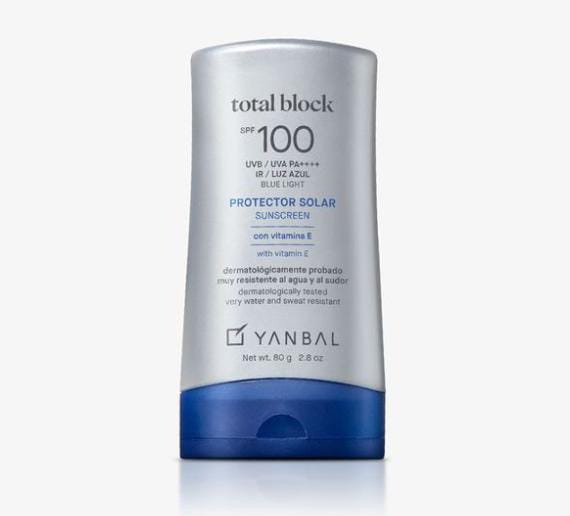 total block
SPF 100
UVB / UVA PA++++
IR / LUZ AZUL
BLUE LIGHT
PROTECTOR SOLAR
SUNSCREEN
con vitamina E
with vitamin E
dermatológicamente probado
muy resistente al agua y al sudor
dermatologically tested
very water and sweat resistant
YANBAL
Net wt. 80 g 2.8 oz